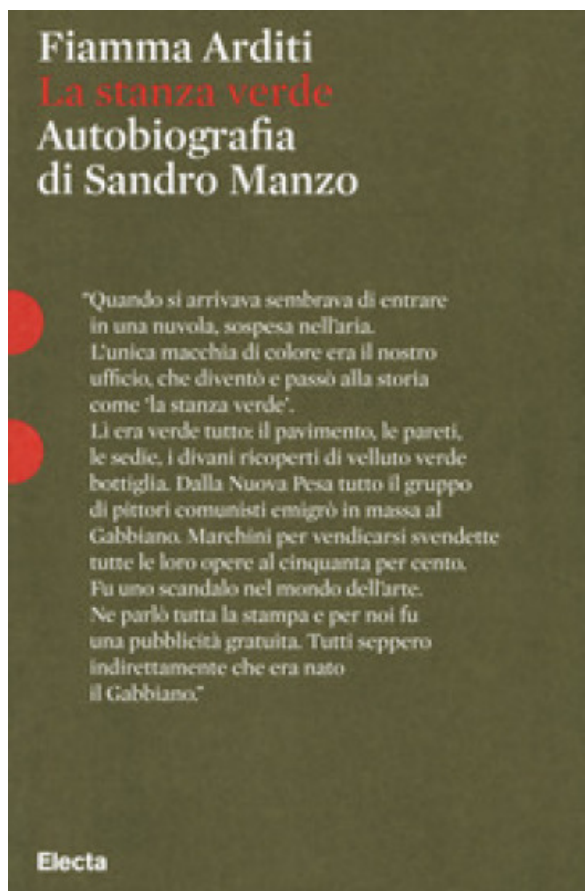 Fiamma Arditi
La stanza verde
Autobiografia
di Sandro Manzo
"Quando si arrivava sembrava di entrare
in una nuvola, sospesa nell'aria.
L'unica macchia di colore era il nostro
ufficio, che diventò e passò alla storia
come 'la stanza verde'.
Lì era verde tutto: il pavimento, le pareti,
le sedie, i divani ricoperti di velluto verde
bottiglia. Dalla Nuova Pesa tutto il gruppo
di pittori comunisti emigrò in massa al
Gabbiano. Marchini per vendicarsi svendette
tutte le loro opere al cinquanta per cento.
Fu uno scandalo nel mondo dell'arte.
Ne parlò tutta la stampa e per noi fu
una pubblicità gratuita. Tutti seppero
indirettamente che era nato
il Gabbiano."
Electa